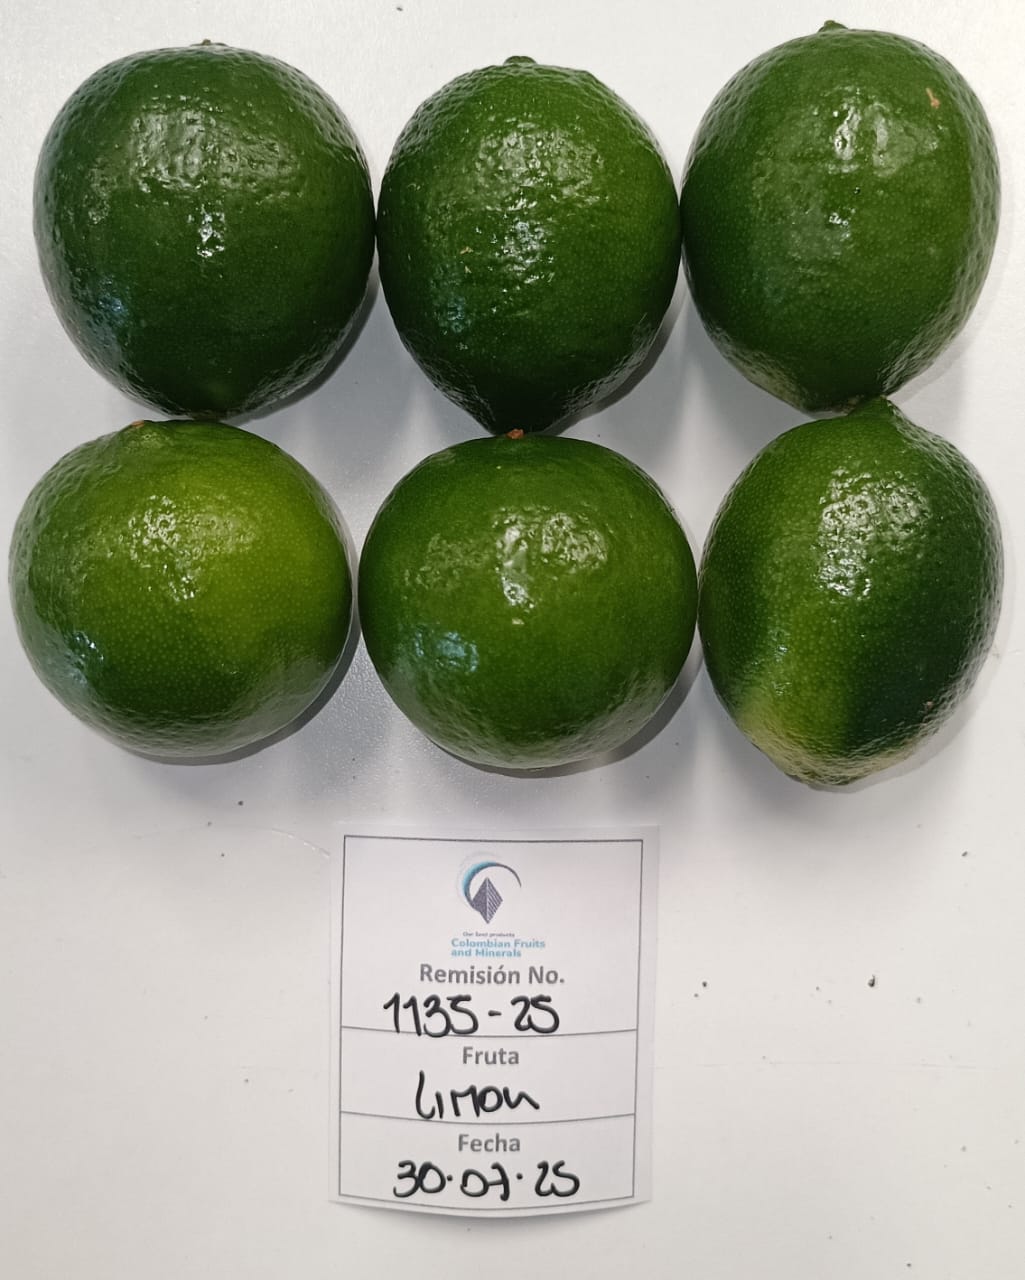 Our best products
Colombian Fruits
and Minerals
Remisión No.
1135-25
Fruta
Limon
Fecha
30.07.25